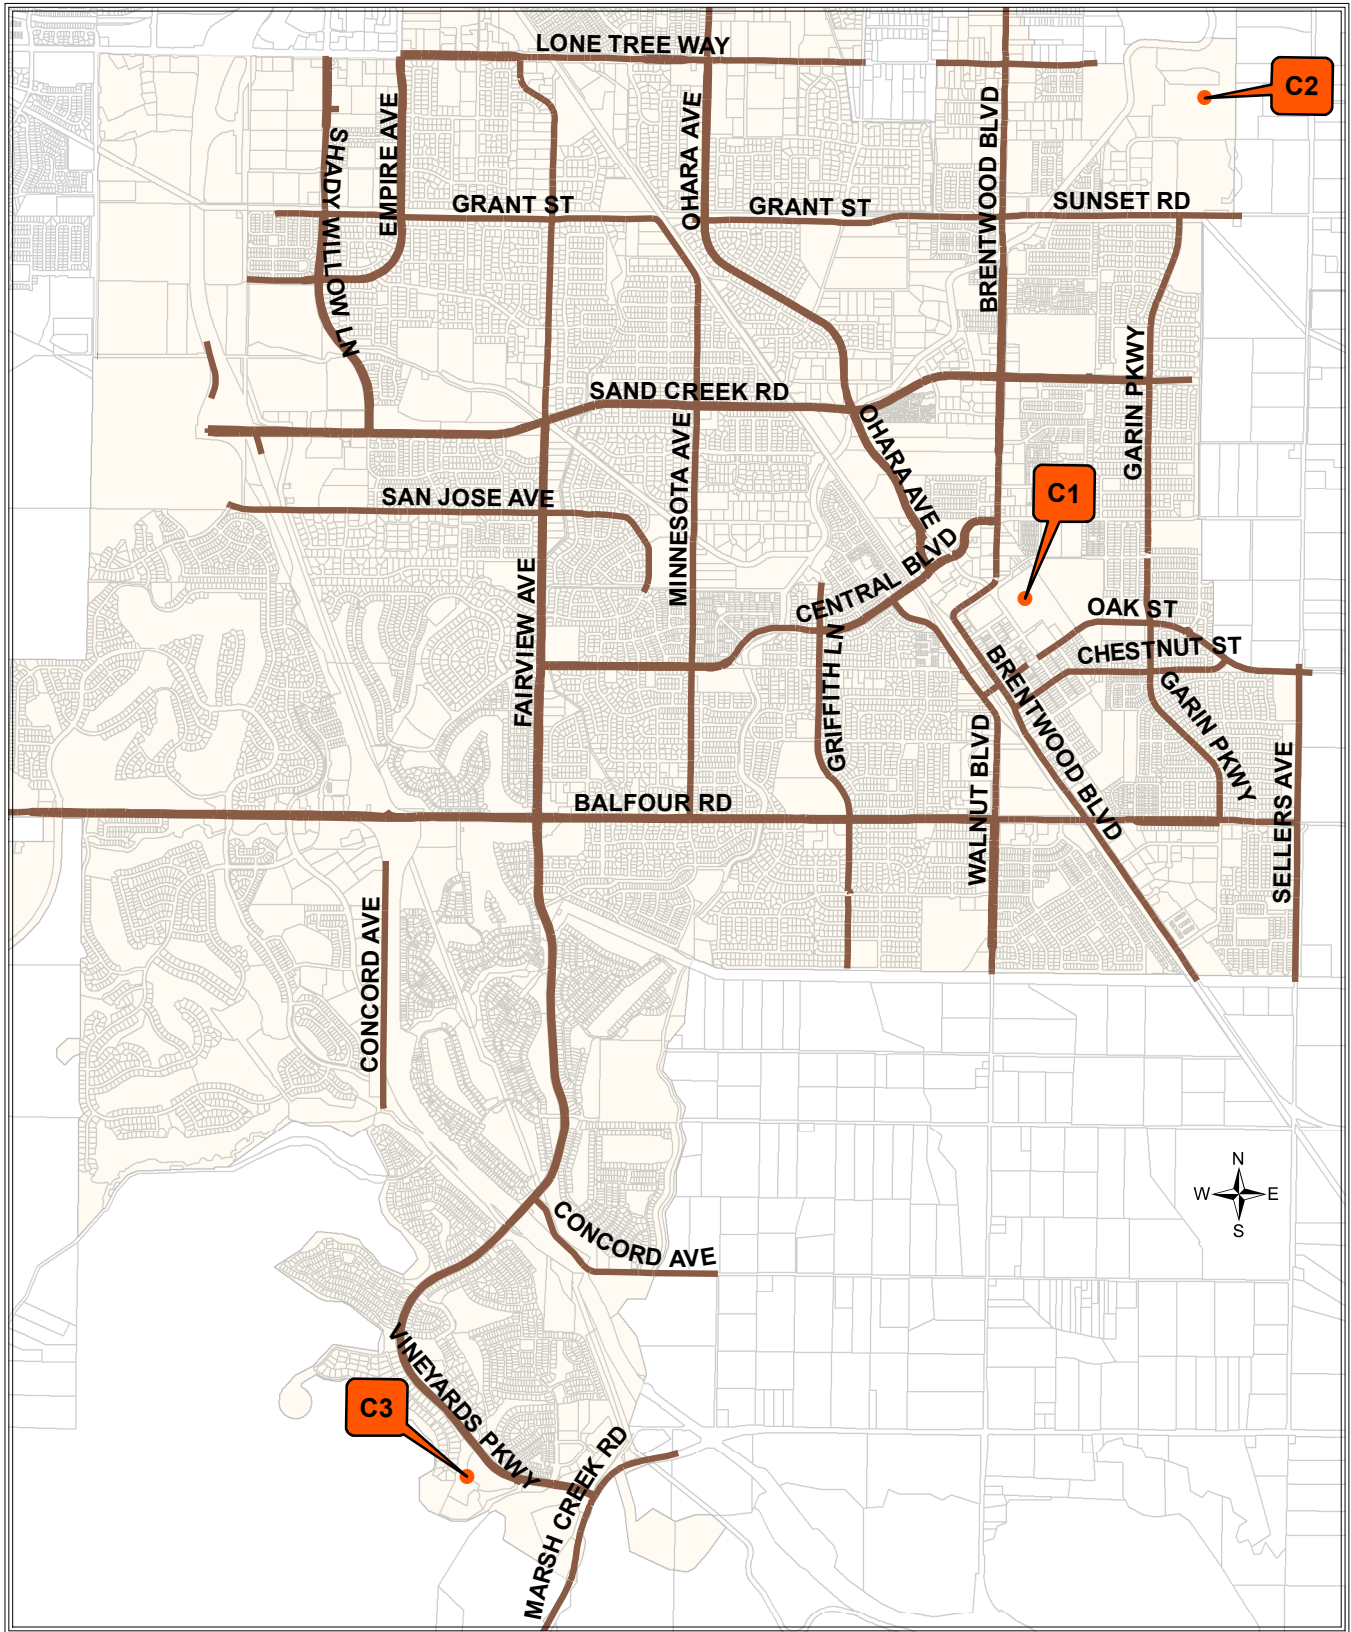 LONE TREE WAY
C2
SHADY WILLOW LN
EMPIRE AVE
OHARA AVE
BRENTWOOD BLVD
GRANT ST
GRANT ST
SUNSET RD
SAND CREEK RD
GARIN PKWY
MINNESOTA AVE
OHARA AVE
SAN JOSE AVE
C1
CENTRAL BLVD
FAIRVIEW AVE
OAK ST
CHESTNUT ST
GRIFFITH LN
BRENTWOOD BLVD
GARIN PKWY
WALNUT BLVD
SELLERS AVE
BALFOUR RD
CONCORD AVE
N
W
E
S
CONCORD AVE
VINEYARDS PKWY
C3
MARSH CREEK RD